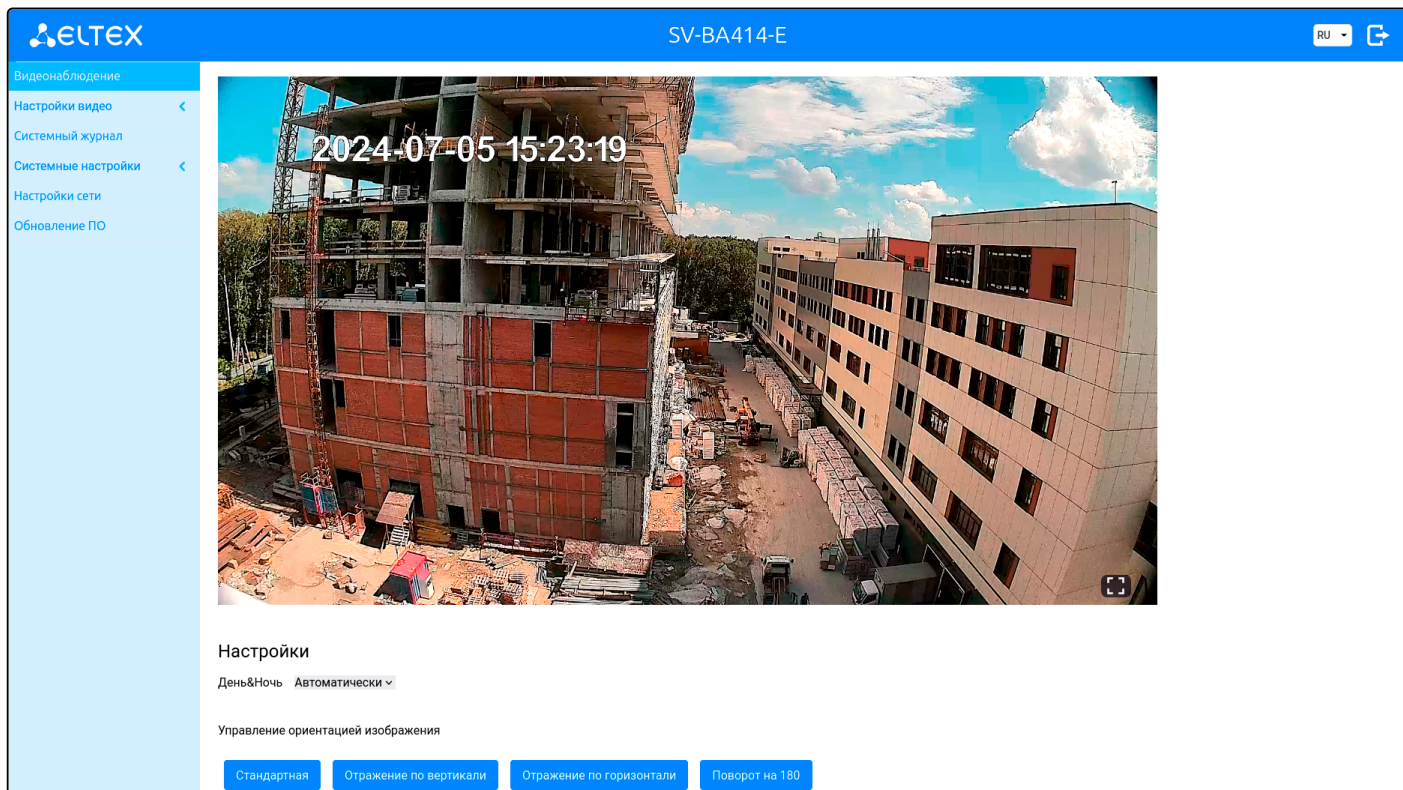 ELTEX
SV-BA414-E
RU
Видеонаблюдение
Настройки видео
Системный журнал
Системные настройки
Настройки сети
Обновление ПО
2024-07-05 15:23:19
Настройки
День&Ночь Автоматически
Управление ориентацией изображения
Стандартная Отражение по вертикали Отражение по горизонтали Поворот на 180